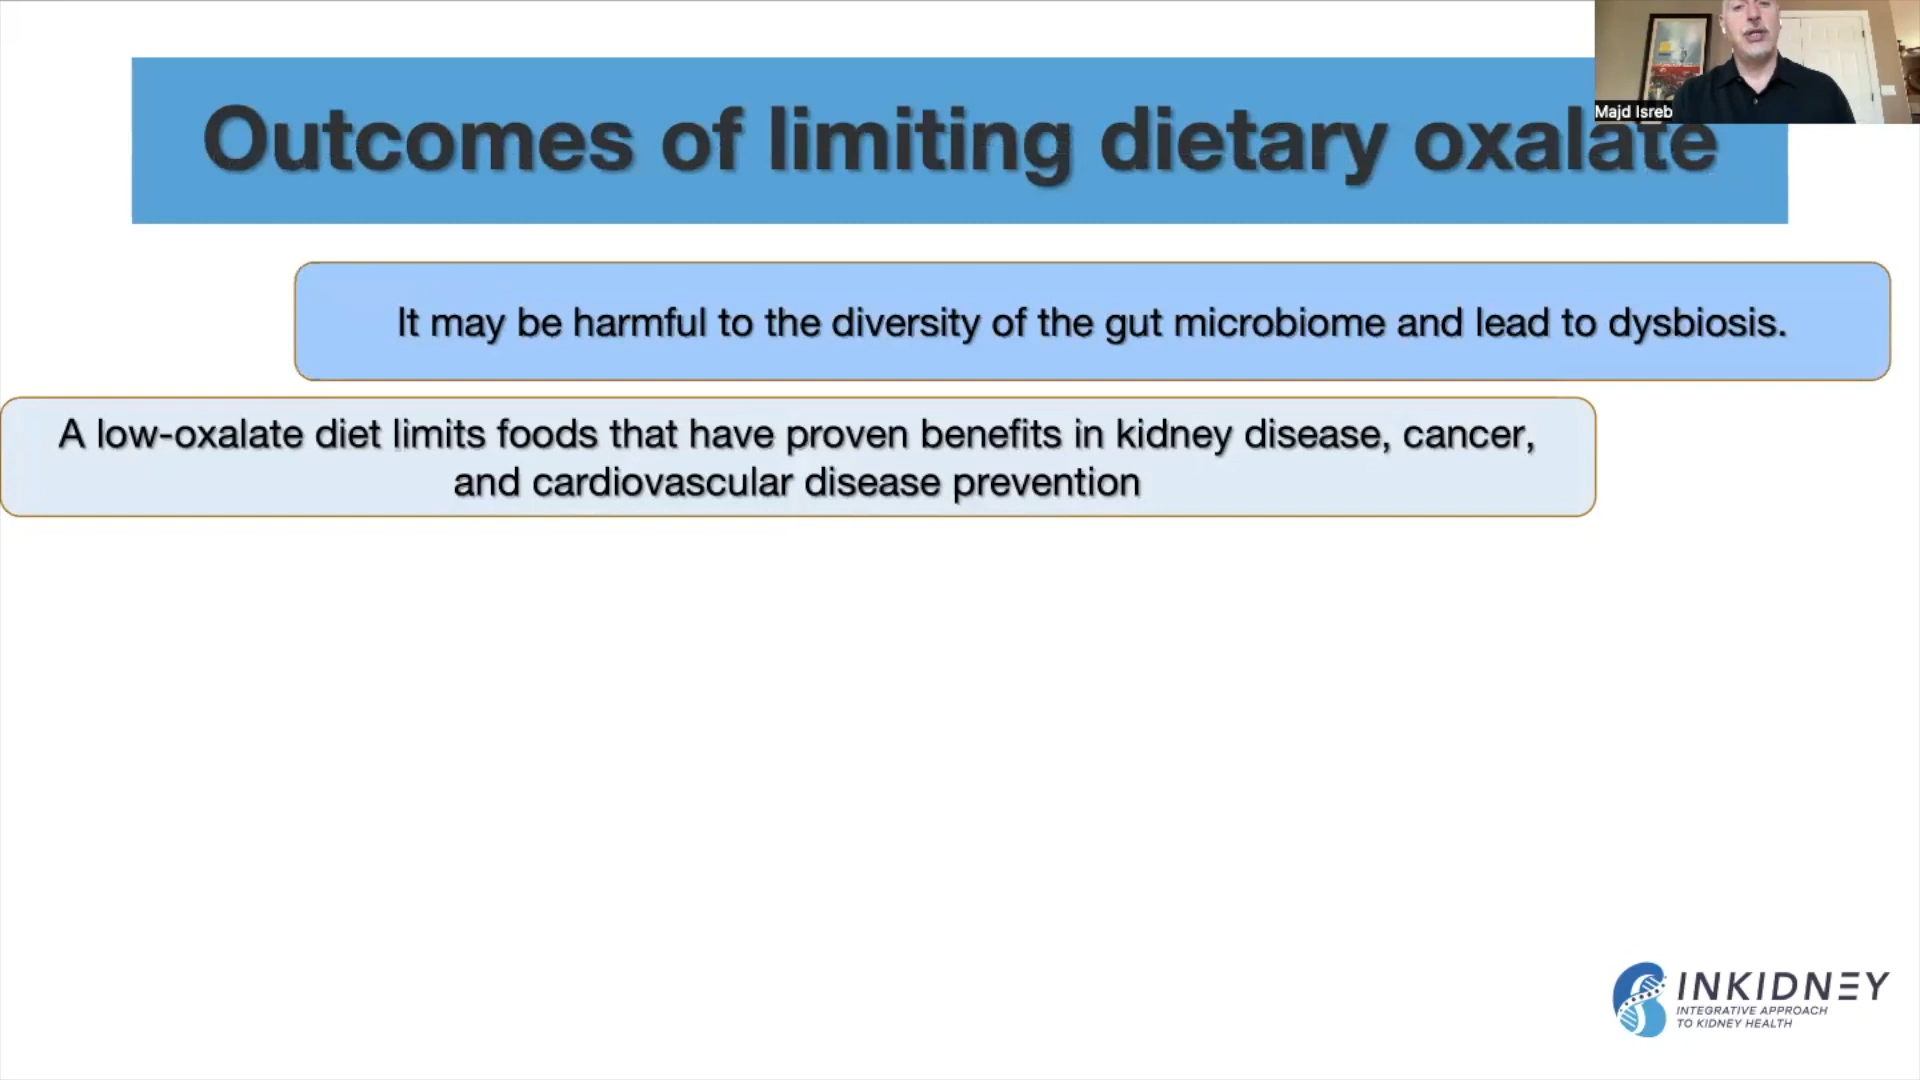 Majd Isreb
Outcomes of limiting dietary oxalate
It may be harmful to the diversity of the gut microbiome and lead to dysbiosis.
A low-oxalate diet limits foods that have proven benefits in kidney disease, cancer,
and cardiovascular disease prevention
INKIDNEY
INTEGRATIVE APPROACH
TO KIDNEY HEALTH